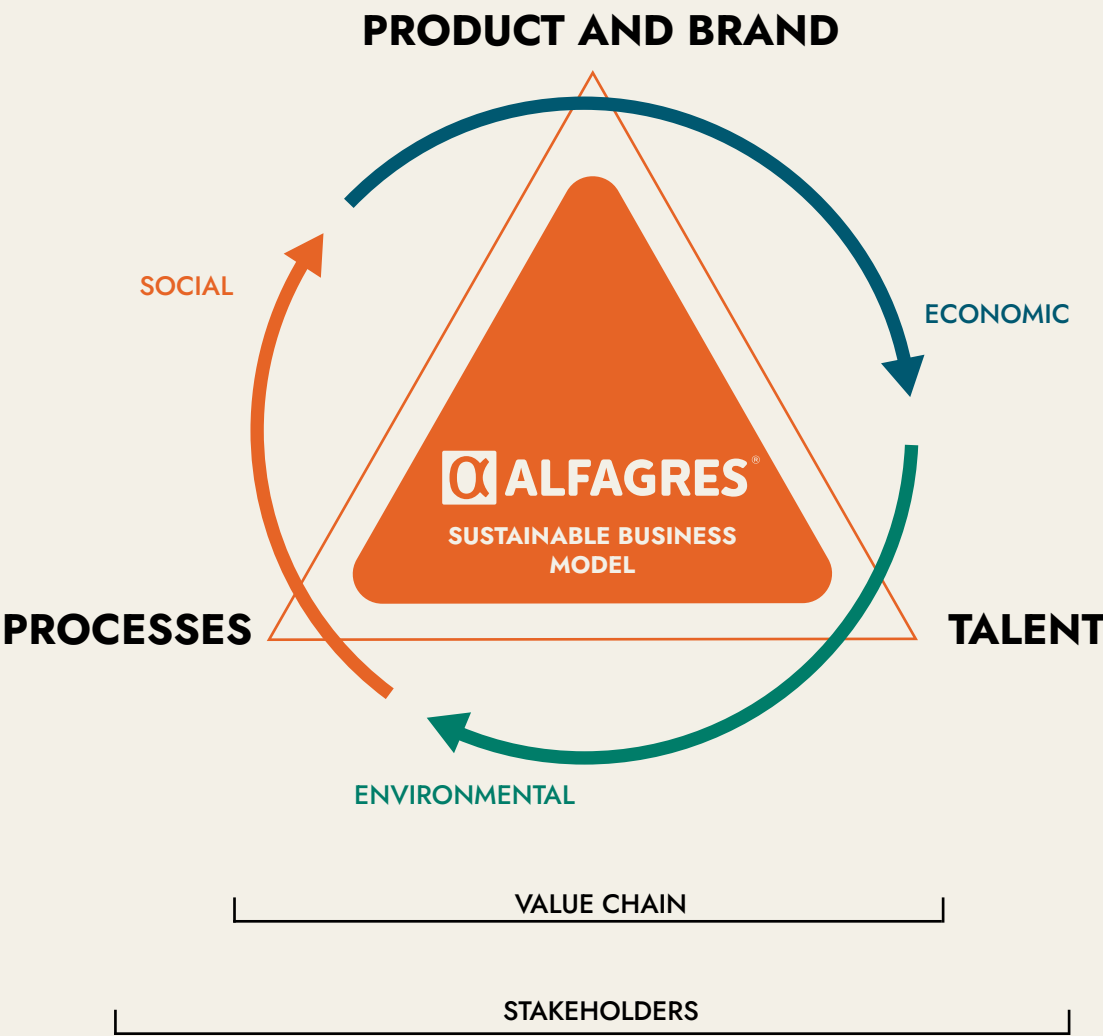 PRODUCT AND BRAND
SOCIAL
ECONOMIC
α ALFAGRES®
SUSTAINABLE BUSINESS
MODEL
PROCESSES
TALENT
ENVIRONMENTAL
VALUE CHAIN
STAKEHOLDERS